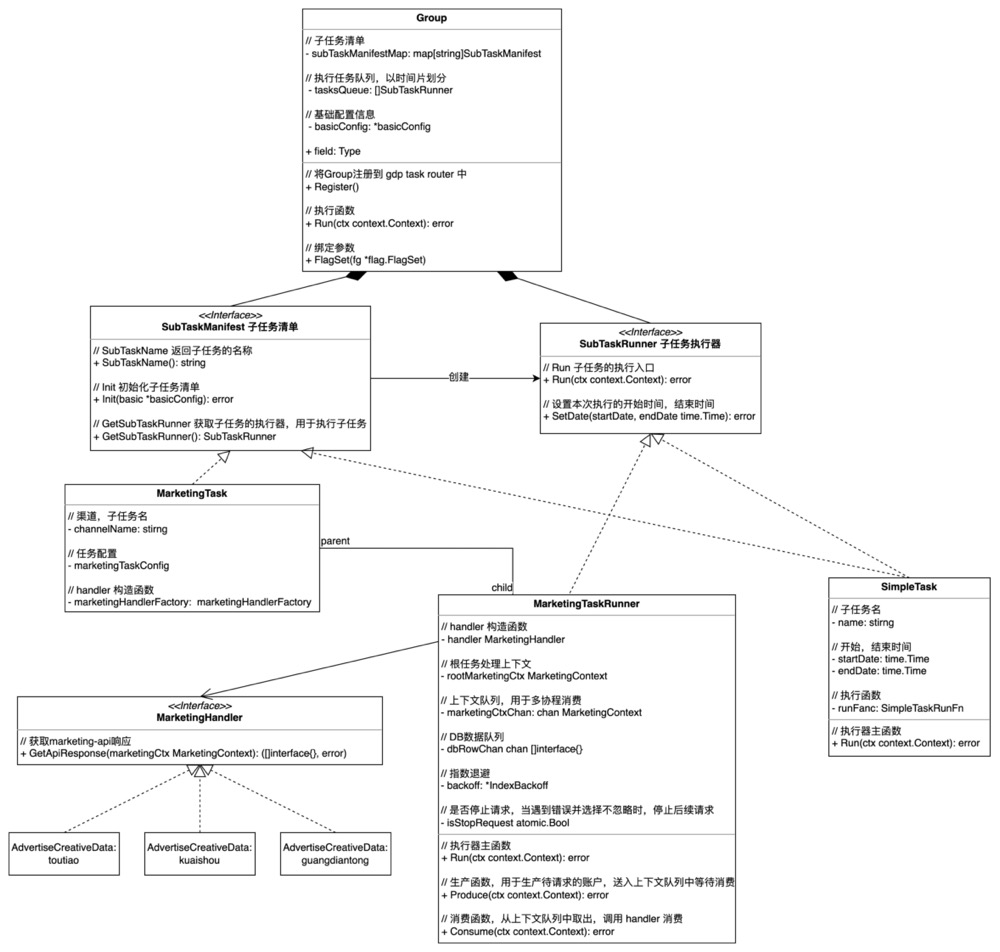 Group
// 子任务清单
- subTaskManifestMap: map[string]SubTaskManifest
// 执行任务队列，以时间片划分
- tasksQueue: []SubTaskRunner
// 基础配置信息
- basicConfig: *basicConfig
+ field: Type
// 将Group注册到 gdp task router 中
+ Register()
// 执行函数
+ Run(ctx context.Context): error
// 绑定参数
+ FlagSet(fg *flag.FlagSet)
<<Interface>>
SubTaskManifest 子任务清单
// SubTaskName 返回子任务的名称
+ SubTaskName(): string
// Init 初始化子任务清单
+ Init(basic *basicConfig): error
// GetSubTaskRunner 获取子任务的执行器，用于执行子任务
+ GetSubTaskRunner(): SubTaskRunner
创建
<<Interface>>
SubTaskRunner 子任务执行器
// Run 子任务的执行入口
+ Run(ctx context.Context): error
// 设置本次执行的开始时间，结束时间
+ SetDate(startDate, endDate time.Time): error
MarketingTask
// 渠道，子任务名
- channelName: stirng
// 任务配置
- marketingTaskConfig
// handler 构造函数
- marketingHandlerFactory: marketingHandlerFactory
parent
child
MarketingTaskRunner
// handler 构造函数
- handler MarketingHandler
// 根任务处理上下文
- rootMarketingCtx MarketingContext
// 上下文队列，用于多协程消费
- marketingCtxChan: chan MarketingContext
// DB数据队列
- dbRowChan chan []interface{}
// 指数退避
- backoff: *IndexBackoff
// 是否停止请求，当遇到错误并选择不忽略时，停止后续请求
- isStopRequest atomic.Bool
// 执行器主函数
+ Run(ctx context.Context): error
// 生产函数，用于生产待请求的账户，送入上下文队列中等待消费
+ Produce(ctx context.Context): error
// 消费函数，从上下文队列中取出，调用 handler 消费
+ Consume(ctx context.Context): error
SimpleTask
// 子任务名
- name: stirng
// 开始，结束时间
- startDate: time.Time
- endDate: time.Time
// 执行函数
- runFanc: SimpleTaskRunFn
// 执行器主函数
+ Run(ctx context.Context): error
<<Interface>>
MarketingHandler
// 获取marketing-api响应
+ GetApiResponse(marketingCtx MarketingContext): ([]interface{}, error)
AdvertiseCreativeData:
toutiao
AdvertiseCreativeData:
kuaishou
AdvertiseCreativeData:
guangdiantong